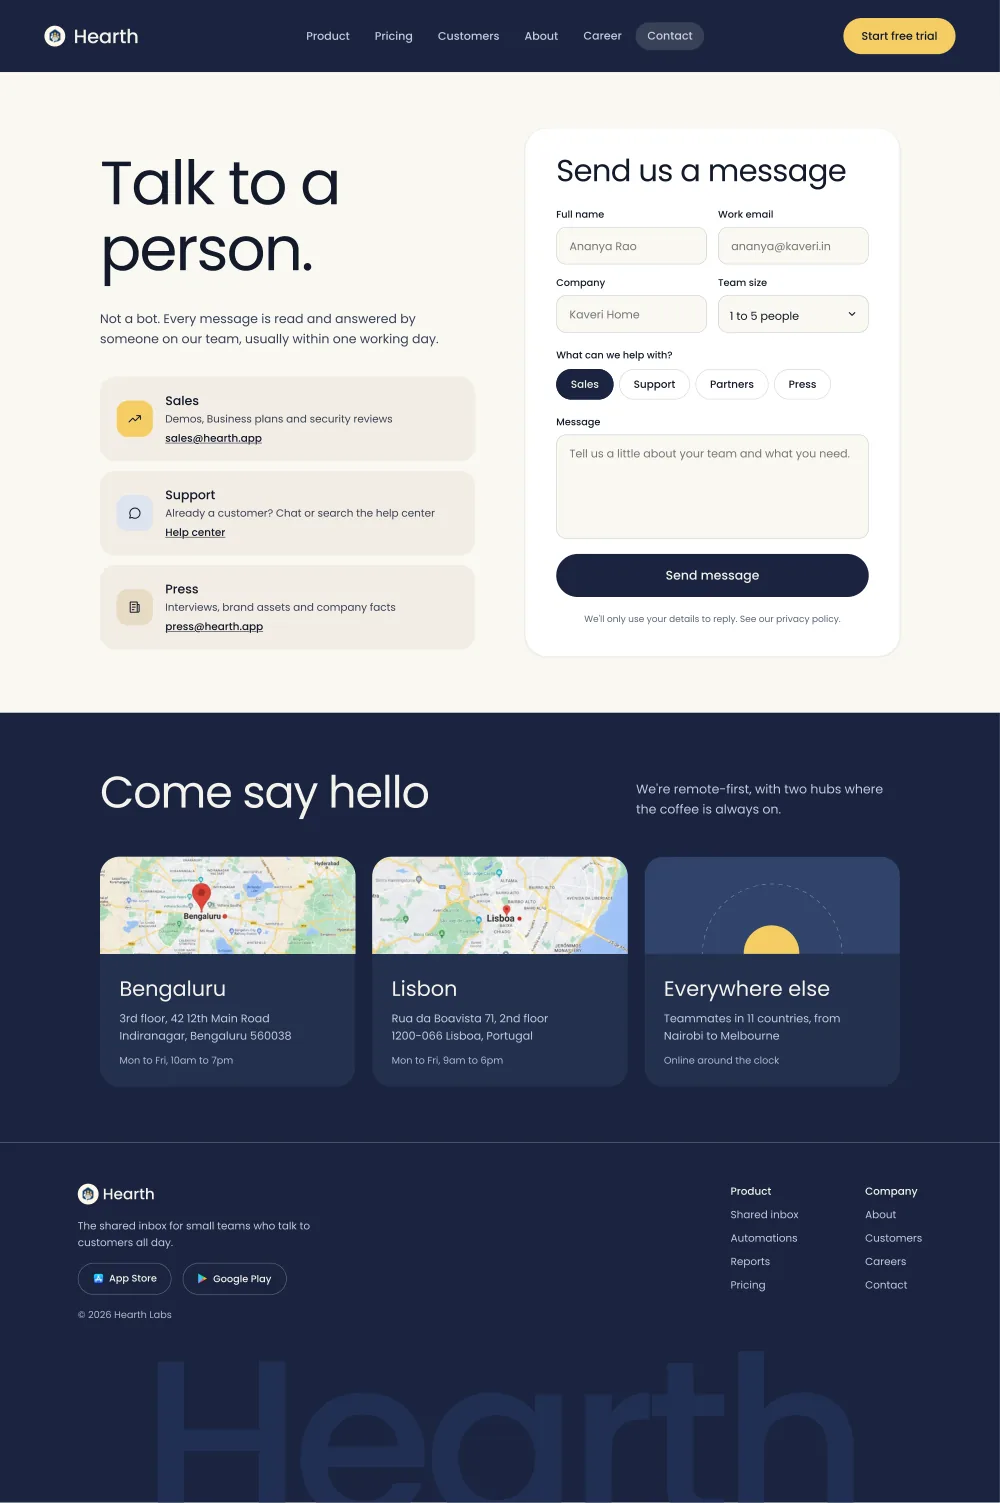 Hearth
Product
Pricing
Customers
About
Career
Contact
Start free trial
Talk to a
person.
Not a bot. Every message is read and answered by
someone on our team, usually within one working day.
Sales
Demos, Business plans and security reviews
sales@hearth.app
Support
Already a customer? Chat or search the help center
Help center
Press
Interviews, brand assets and company facts
press@hearth.app
Send us a message
Full name
Work email
Ananya Rao
ananya@kaveri.in
Company
Team size
Kaveri Home
1 to 5 people
What can we help with?
Sales
Support
Partners
Press
Message
Tell us a little about your team and what you need.
Send message
We'll only use your details to reply. See our privacy policy.
Come say hello
We're remote-first, with two hubs where
the coffee is always on.
Hyderabad
Bengaluru
Lisboa
BAIRRO ALTO
Bengaluru
3rd floor, 42 12th Main Road
Indiranagar, Bengaluru 560038
Mon to Fri, 10am to 7pm
Lisbon
Rua da Boavista 71, 2nd floor
1200-066 Lisboa, Portugal
Mon to Fri, 9am to 6pm
Everywhere else
Teammates in 11 countries, from
Nairobi to Melbourne
Online around the clock
Hearth
The shared inbox for small teams who talk to
customers all day.
App Store
Google Play
© 2026 Hearth Labs
Product
Shared inbox
Automations
Reports
Pricing
Company
About
Customers
Careers
Contact
Hearth